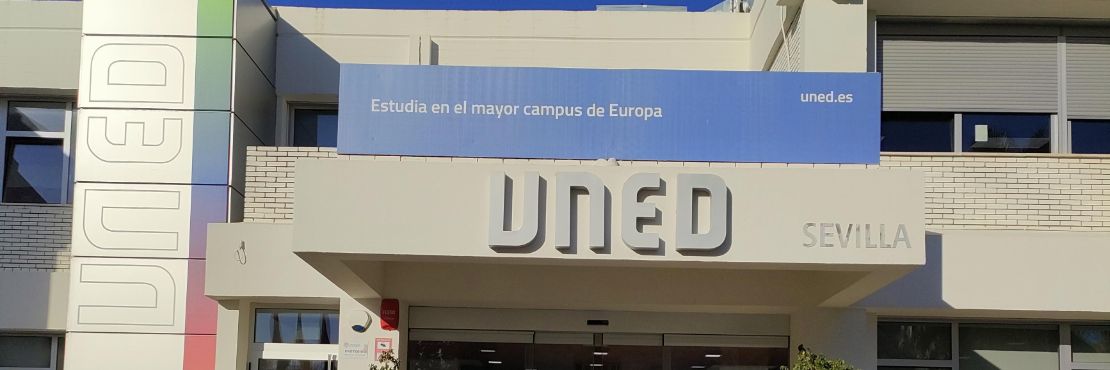 UNED
Estudia en el mayor campus de Europa
uned.es
UNED
SEVILLA